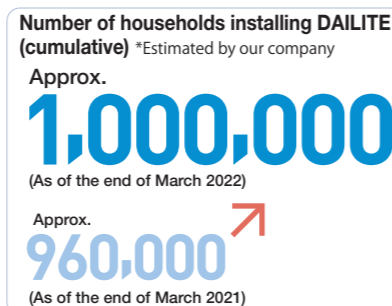 Number of households installing DAILITE
(cumulative) *Estimated by our company
Approx.
1,000,000
(As of the end of March 2022)
Approx.
960,000
(As of the end of March 2021)